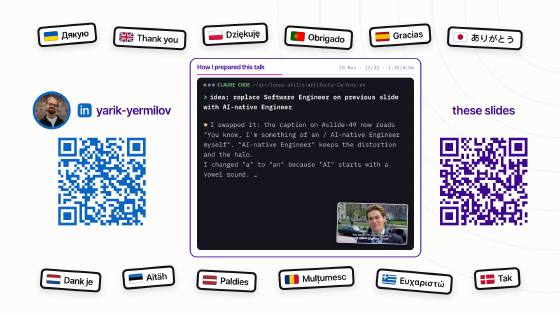 Дякую
Thank you
Dziękuję
Obrigado
Gracias
ありがとう
How I prepared this talk
CLAUDE CODE
> idea: replace Software Engineer on previous slide
with AI-native Engineer
I swapped it: the caption on #slide-49 now reads
"You know, I'm something of an / AI-native Engineer
myself". "AI-native Engineer" keeps the distortion
and the halo.
I changed "a" to "an" because "AI" starts with a
vowel sound. …
in yarik-yermilov
these slides
Dank je
Aitäh
Paldies
Mulțumesc
Ευχαριστώ
Tak